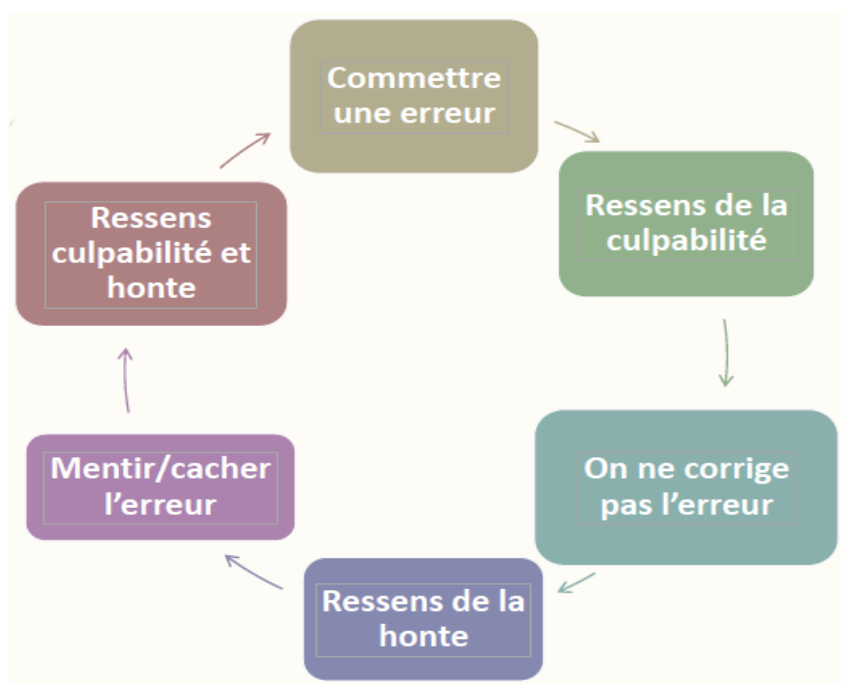 Commettre
une erreur
Ressens de la
culpabilité
On ne corrige
pas l'erreur
Ressens de la
honte
Mentir/cacher
l'erreur
Ressens
culpabilité et
honte